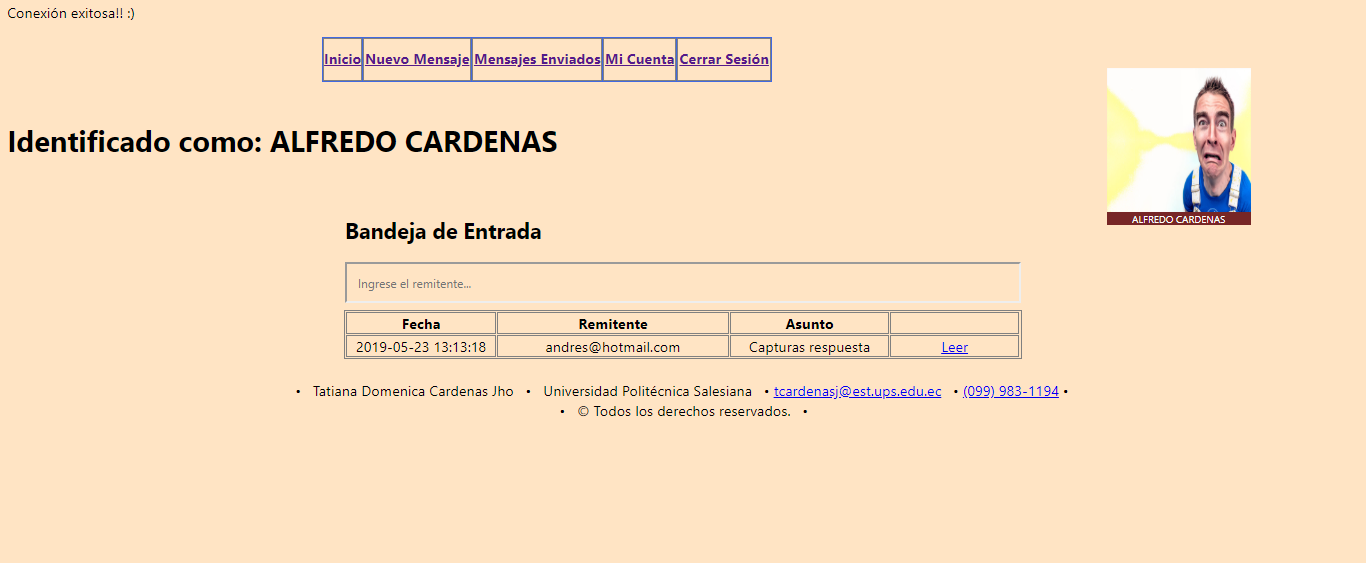 Conexión exitosa!! :)
Inicio Nuevo Mensaje Mensajes Enviados Mi Cuenta Cerrar Sesión
Identificado como: ALFREDO CARDENAS
ALFREDO CARDENAS
Bandeja de Entrada
Ingrese el remitente...
Fecha Remitente Asunto
2019-05-23 13:13:18 andres@hotmail.com Capturas respuesta Leer
• Tatiana Domenica Cardenas Jho • Universidad Politécnica Salesiana • tcardenasj@est.ups.edu.ec • (099) 983-1194 •
• © Todos los derechos reservados. •